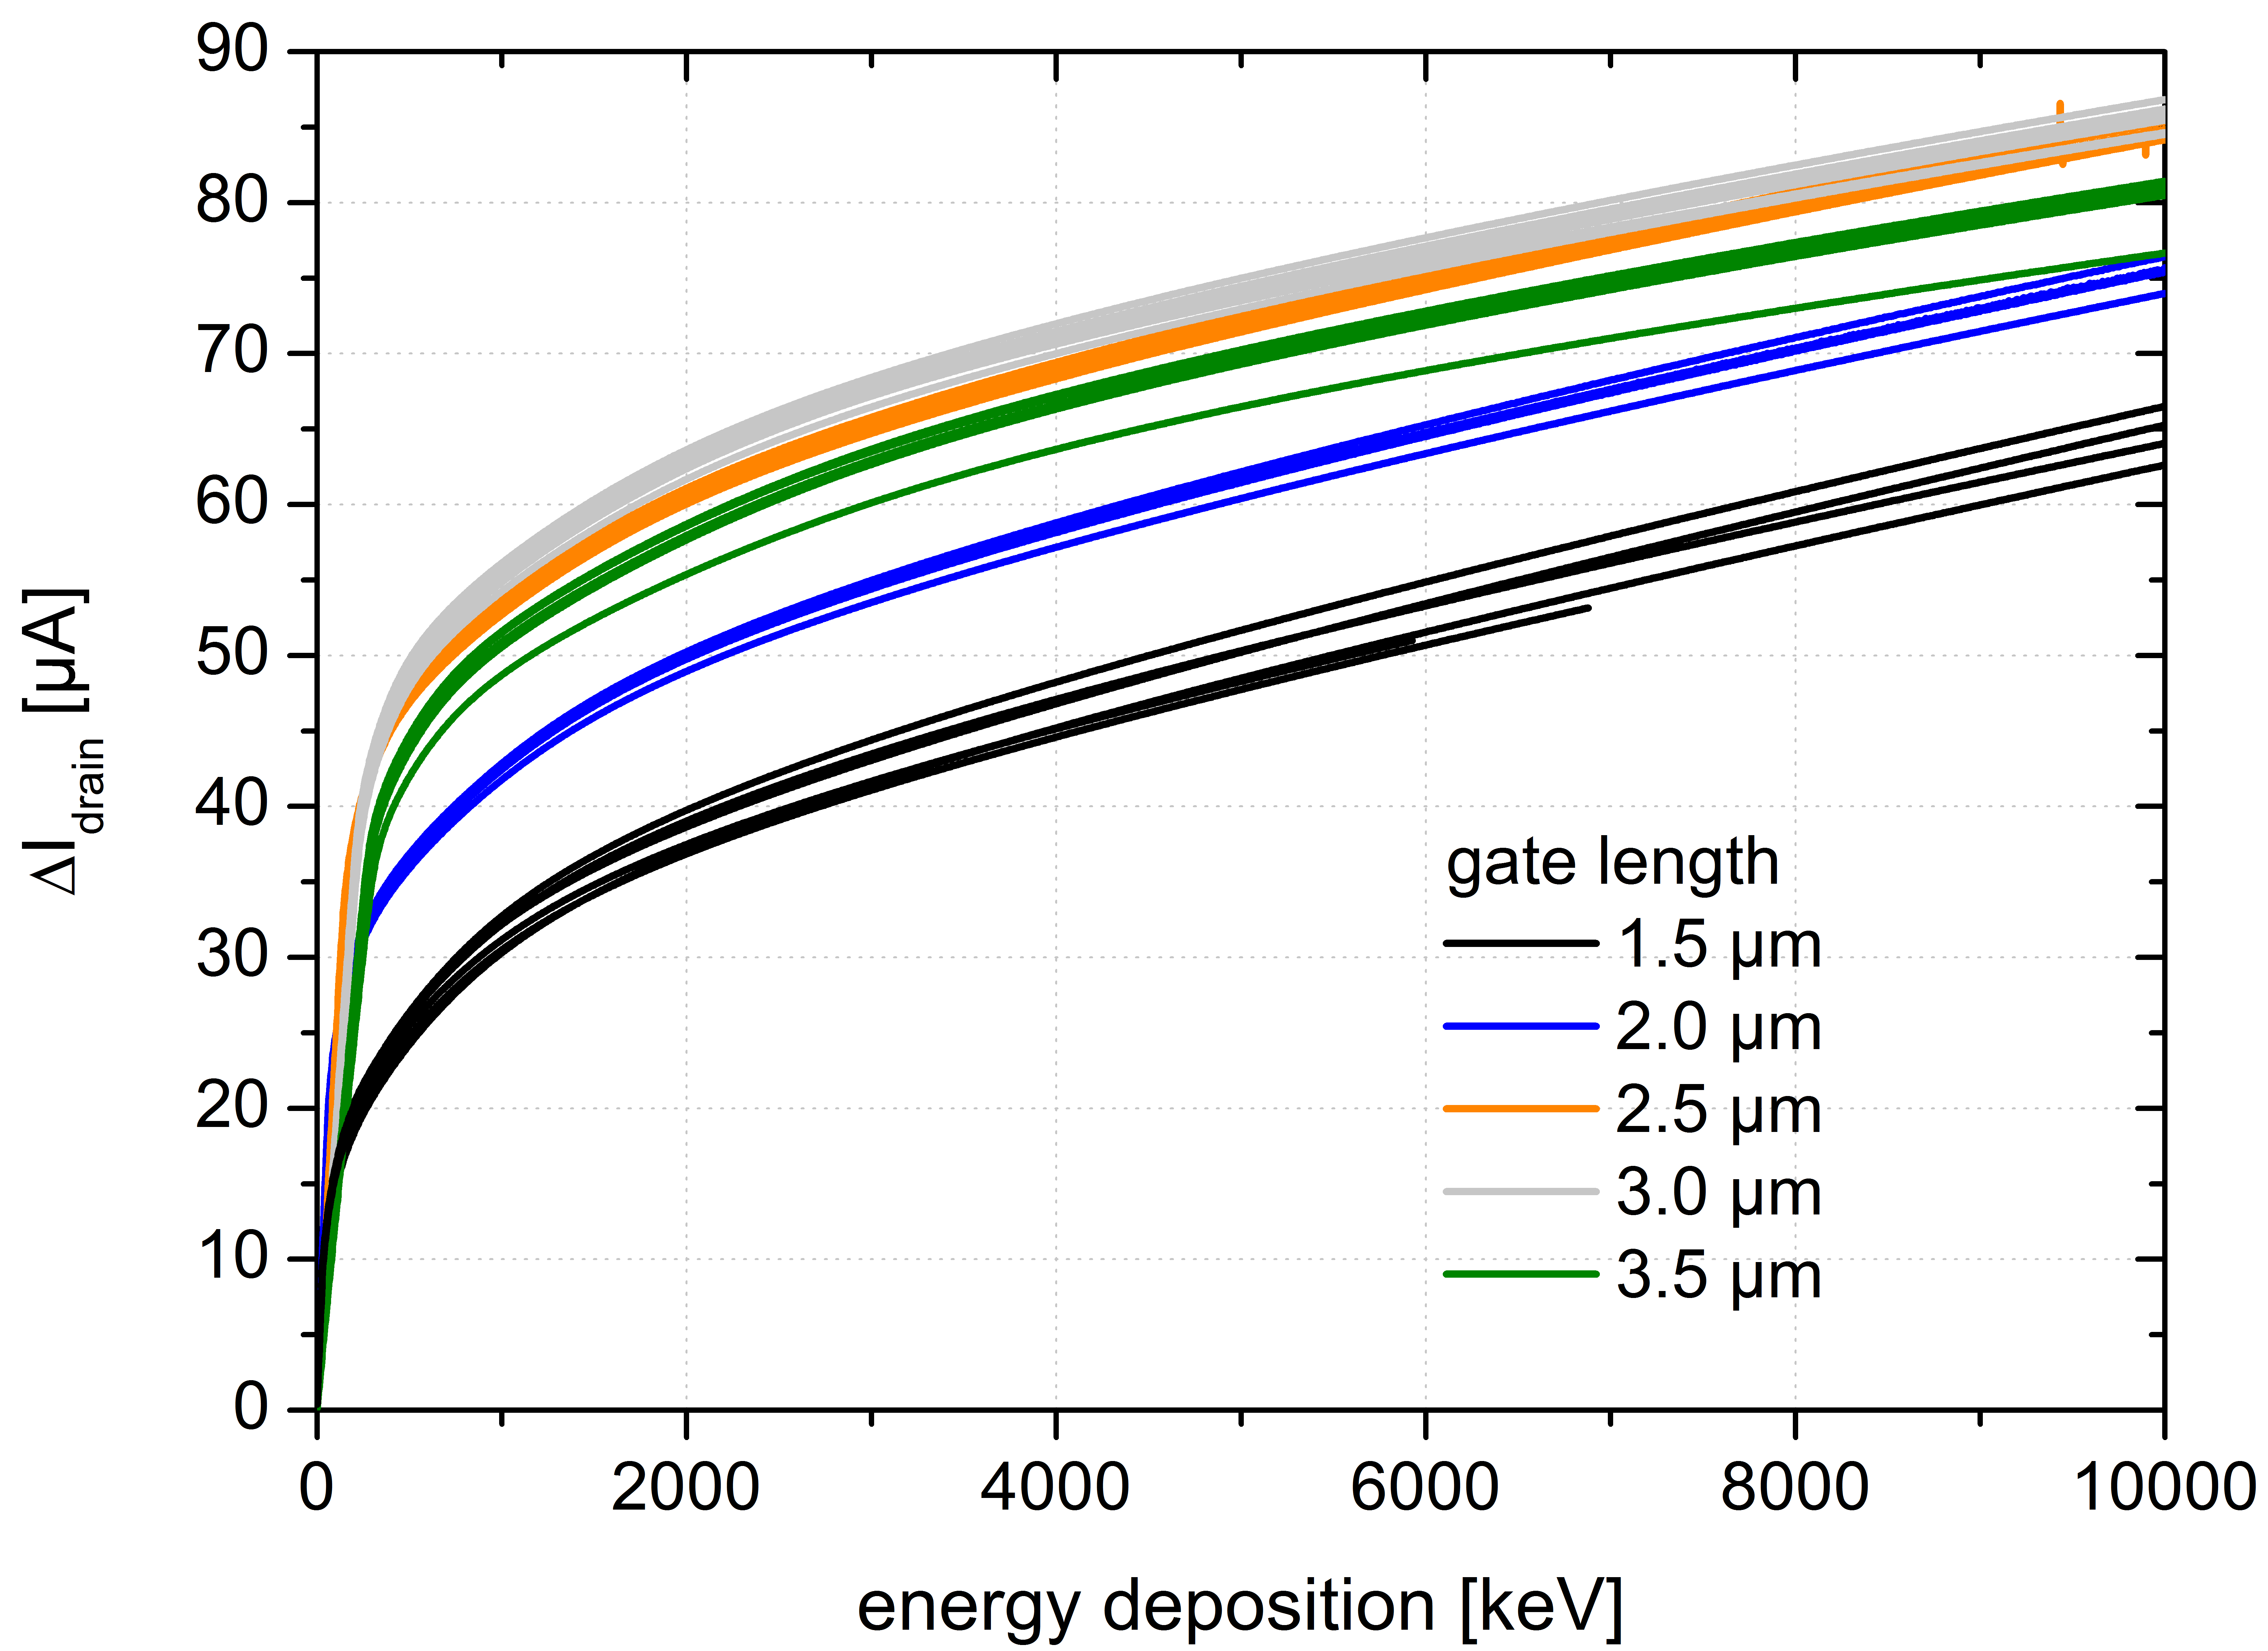 90
80
70
60
50
40
30
20
10
0
ΔI_drain [µA]
gate length
1.5 µm
2.0 µm
2.5 µm
3.0 µm
3.5 µm
0 2000 4000 6000 8000 10000
energy deposition [keV]